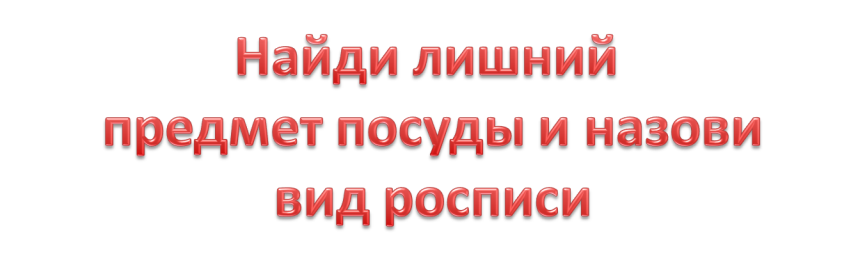 Найди лишний
предмет посуды и назови
вид росписи